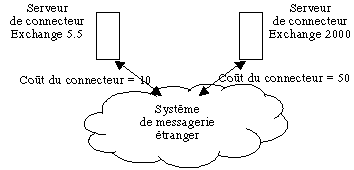 Serveur
de connecteur
Exchange 5.5
Serveur
de connecteur
Exchange 2000
Coût du connecteur = 10
Coût du connecteur = 50
Système
de messagerie
étranger